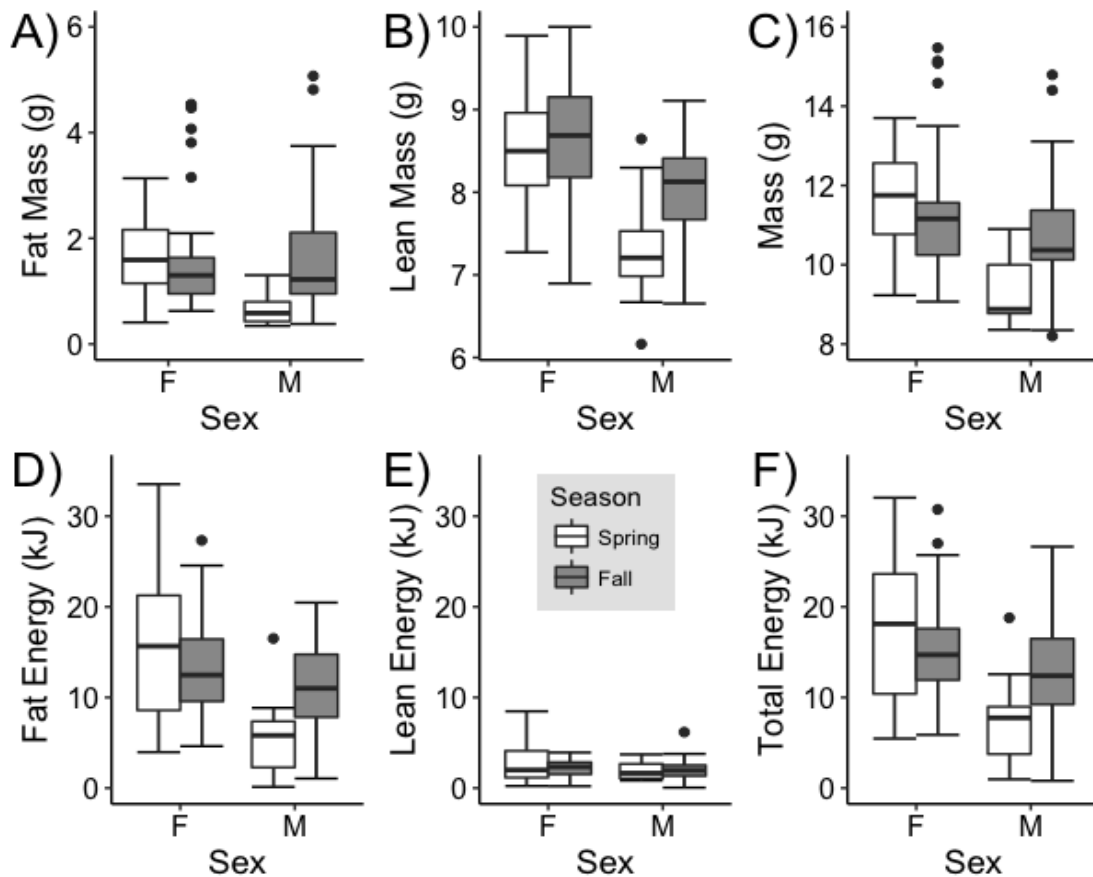 A)
Fat Mass (g)
6
4
2
0
F M
Sex
B)
Lean Mass (g)
10
9
8
7
6
F M
Sex
C)
Mass (g)
16
14
12
10
8
F M
Sex
D)
Fat Energy (kJ)
30
20
10
0
F M
Sex
E)
Lean Energy (kJ)
30
20
10
0
Season
Spring
Fall
F M
Sex
F)
Total Energy (kJ)
30
20
10
0
F M
Sex